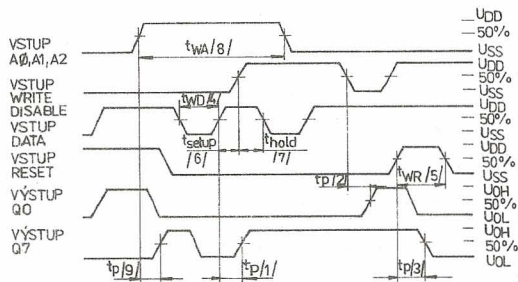 VSTUP
A0,A1,A2
VSTUP
WRITE
DISABLE
VSTUP
DATA
VSTUP
RESET
VÝSTUP
Q0
VÝSTUP
Q7
tWA/8/
tWD/4/
tsetup
/6/
thold
/7/
tp/2/
tWR/5/
tp/9/
tp/1/
tp/3/
UDD
50%
USS
UDD
50%
USS
UDD
50%
USS
UDD
50%
USS
UOH
50%
UOL
UOH
50%
UOL